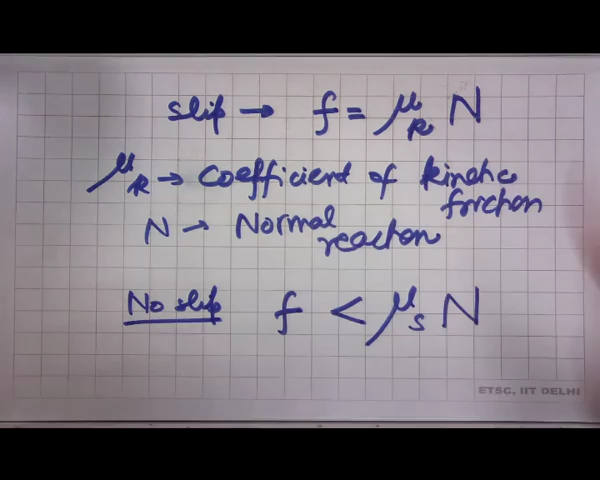 slip → f = μₖ N
μₖ → Coefficient of kinetic
friction
N → Normal
reaction
No slip f < μₛ N
ETSC, IIT DELHI